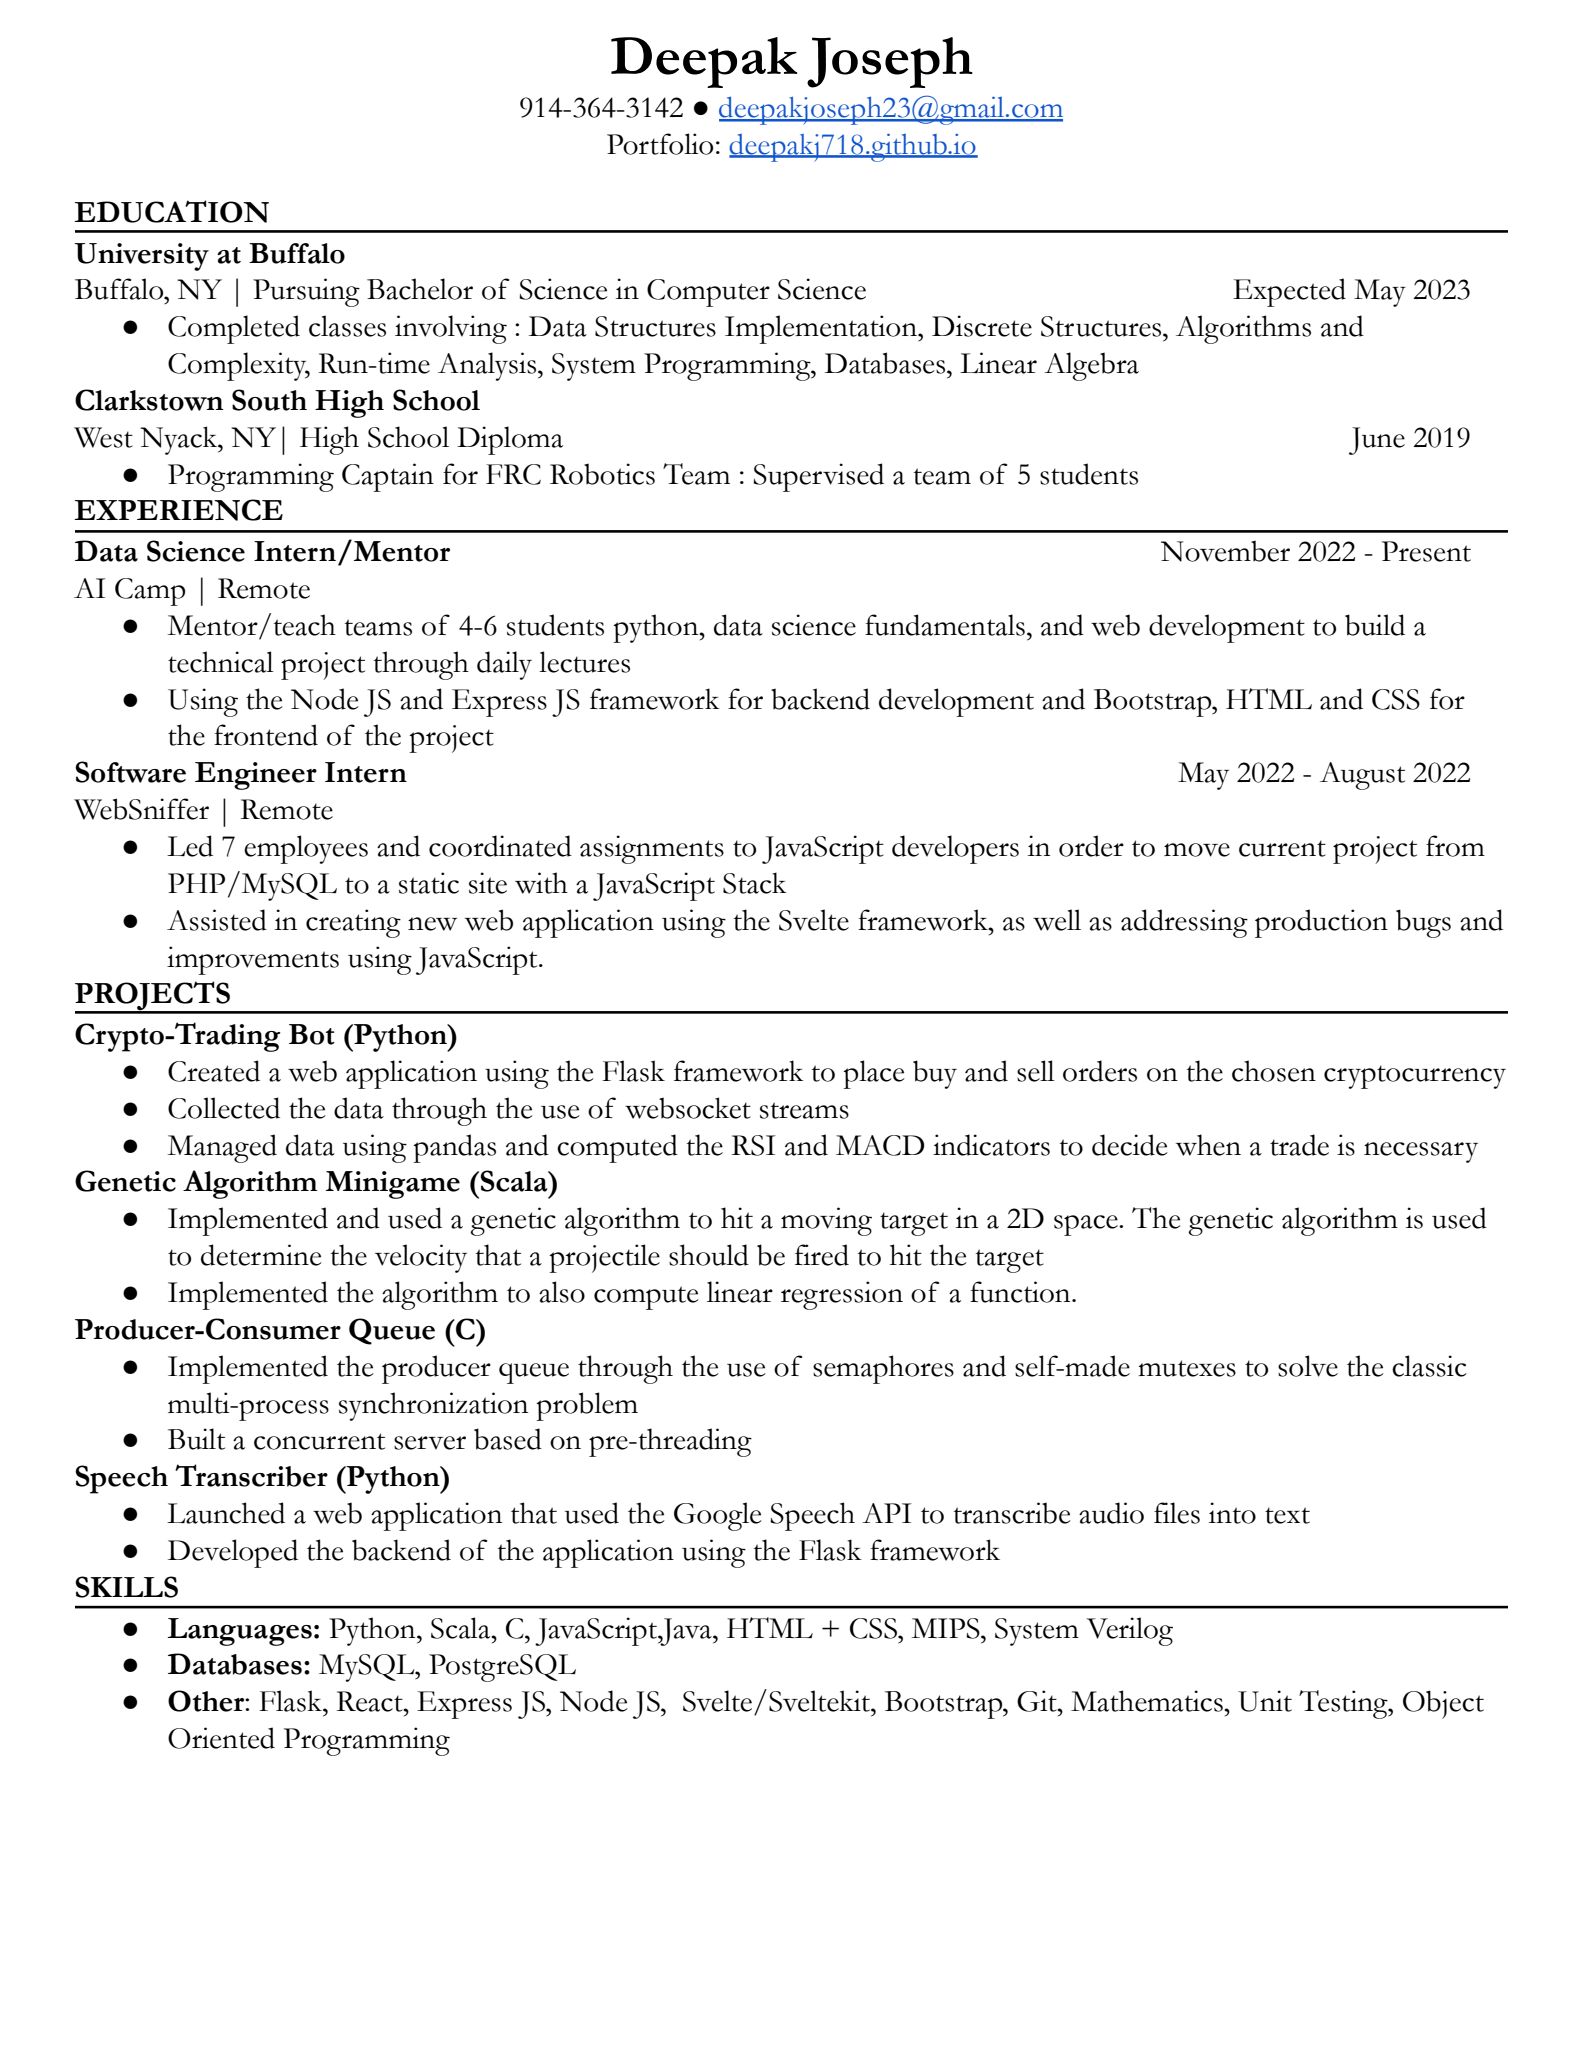 Deepak Joseph
914-364-3142 ● deepakjoseph23@gmail.com
Portfolio: deepakj718.github.io
EDUCATION
University at Buffalo
Buffalo, NY | Pursuing Bachelor of Science in Computer Science Expected May 2023
● Completed classes involving : Data Structures Implementation, Discrete Structures, Algorithms and
Complexity, Run-time Analysis, System Programming, Databases, Linear Algebra
Clarkstown South High School
West Nyack, NY| High School Diploma June 2019
● Programming Captain for FRC Robotics Team : Supervised a team of 5 students
EXPERIENCE
Data Science Intern/Mentor November 2022 - Present
AI Camp | Remote
● Mentor/teach teams of 4-6 students python, data science fundamentals, and web development to build a
technical project through daily lectures
● Using the Node JS and Express JS framework for backend development and Bootstrap, HTML and CSS for
the frontend of the project
Software Engineer Intern May 2022 - August 2022
WebSniffer | Remote
● Led 7 employees and coordinated assignments to JavaScript developers in order to move current project from
PHP/MySQL to a static site with a JavaScript Stack
● Assisted in creating new web application using the Svelte framework, as well as addressing production bugs and
improvements using JavaScript.
PROJECTS
Crypto-Trading Bot (Python)
● Created a web application using the Flask framework to place buy and sell orders on the chosen cryptocurrency
● Collected the data through the use of websocket streams
● Managed data using pandas and computed the RSI and MACD indicators to decide when a trade is necessary
Genetic Algorithm Minigame (Scala)
● Implemented and used a genetic algorithm to hit a moving target in a 2D space. The genetic algorithm is used
to determine the velocity that a projectile should be fired to hit the target
● Implemented the algorithm to also compute linear regression of a function.
Producer-Consumer Queue (C)
● Implemented the producer queue through the use of semaphores and self-made mutexes to solve the classic
multi-process synchronization problem
● Built a concurrent server based on pre-threading
Speech Transcriber (Python)
● Launched a web application that used the Google Speech API to transcribe audio files into text
● Developed the backend of the application using the Flask framework
SKILLS
● Languages: Python, Scala, C, JavaScript,Java, HTML + CSS, MIPS, System Verilog
● Databases: MySQL, PostgreSQL
● Other: Flask, React, Express JS, Node JS, Svelte/Sveltekit, Bootstrap, Git, Mathematics, Unit Testing, Object
Oriented Programming